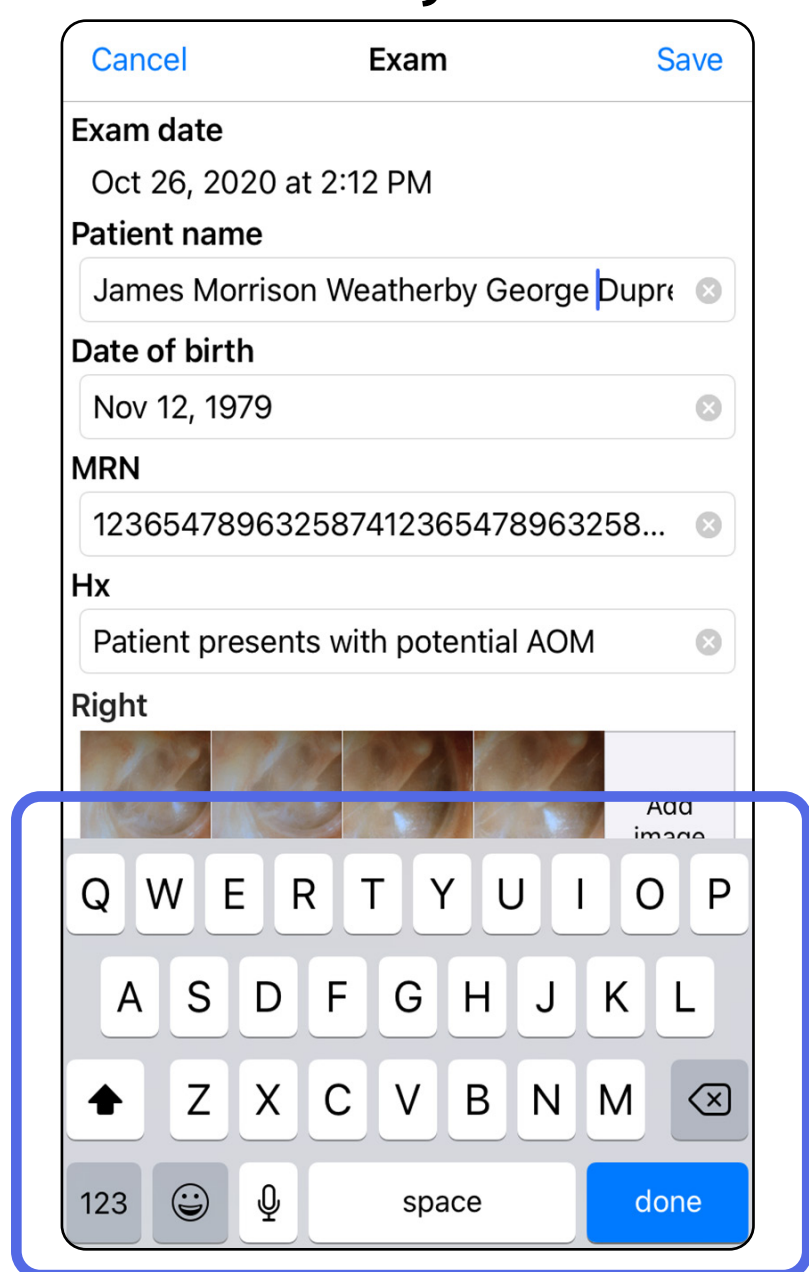 Cancel Exam Save
Exam date
Oct 26, 2020 at 2:12 PM
Patient name
James Morrison Weatherby George Dupre
Date of birth
Nov 12, 1979
MRN
12365478963258741236547896325 8...
Hx
Patient presents with potential AOM
Right
Add
image
Q W E R T Y U I O P
A S D F G H J K L
Z X C V B N M
123 space done